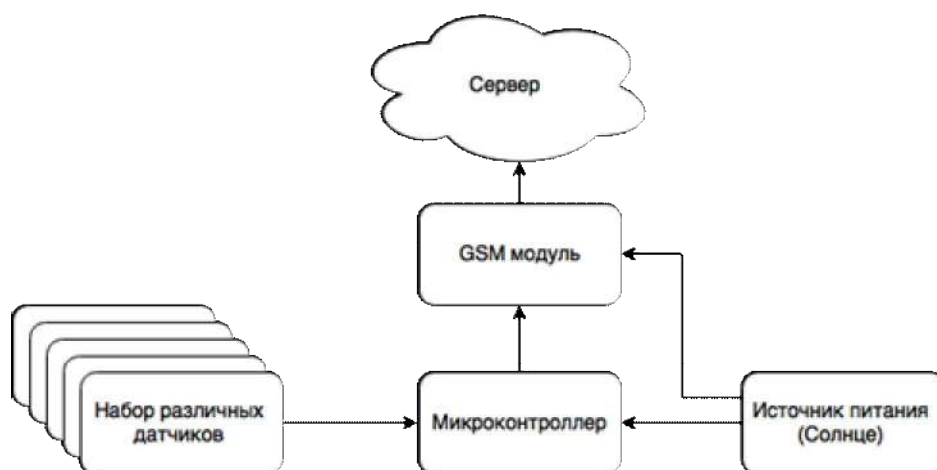 Сервер
GSM модуль
Набор различных
датчиков
Микроконтроллер
Источник питания
(Солнце)